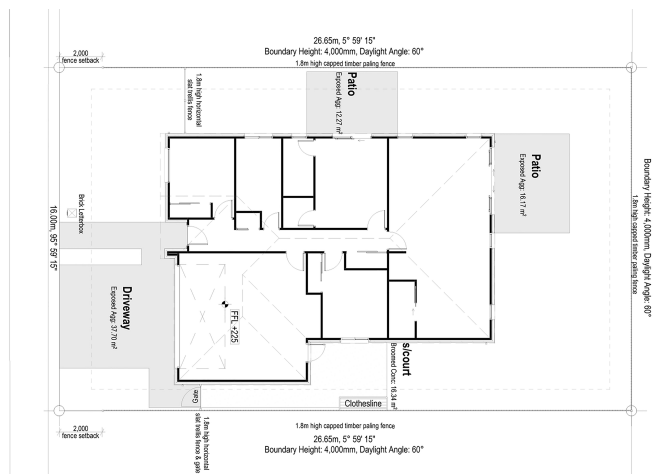 26.65m, 5° 59' 15"
Boundary Height: 4,000mm, Daylight Angle: 60°
1.8m high capped timber paling fence
2,000
fence setback
1.8m high horizontal
slat trellis fence
Patio
Exposed Agg: 12.27 m²
Patio
Exposed Agg: 16.17 m²
Boundary Height: 4,000mm, Daylight Angle: 60°
1.8m high capped timber paling fence
Brick Letterbox
16.00m, 95° 59' 15"
Driveway
Exposed Agg: 37.70 m²
FFL +225
s/court
Broomed Conc: 16.34 m²
Gate
Clothesline
1.8m high horizontal
slat trellis fence & gate
2,000
fence setback
1.8m high capped timber paling fence
26.65m, 5° 59' 15"
Boundary Height: 4,000mm, Daylight Angle: 60°